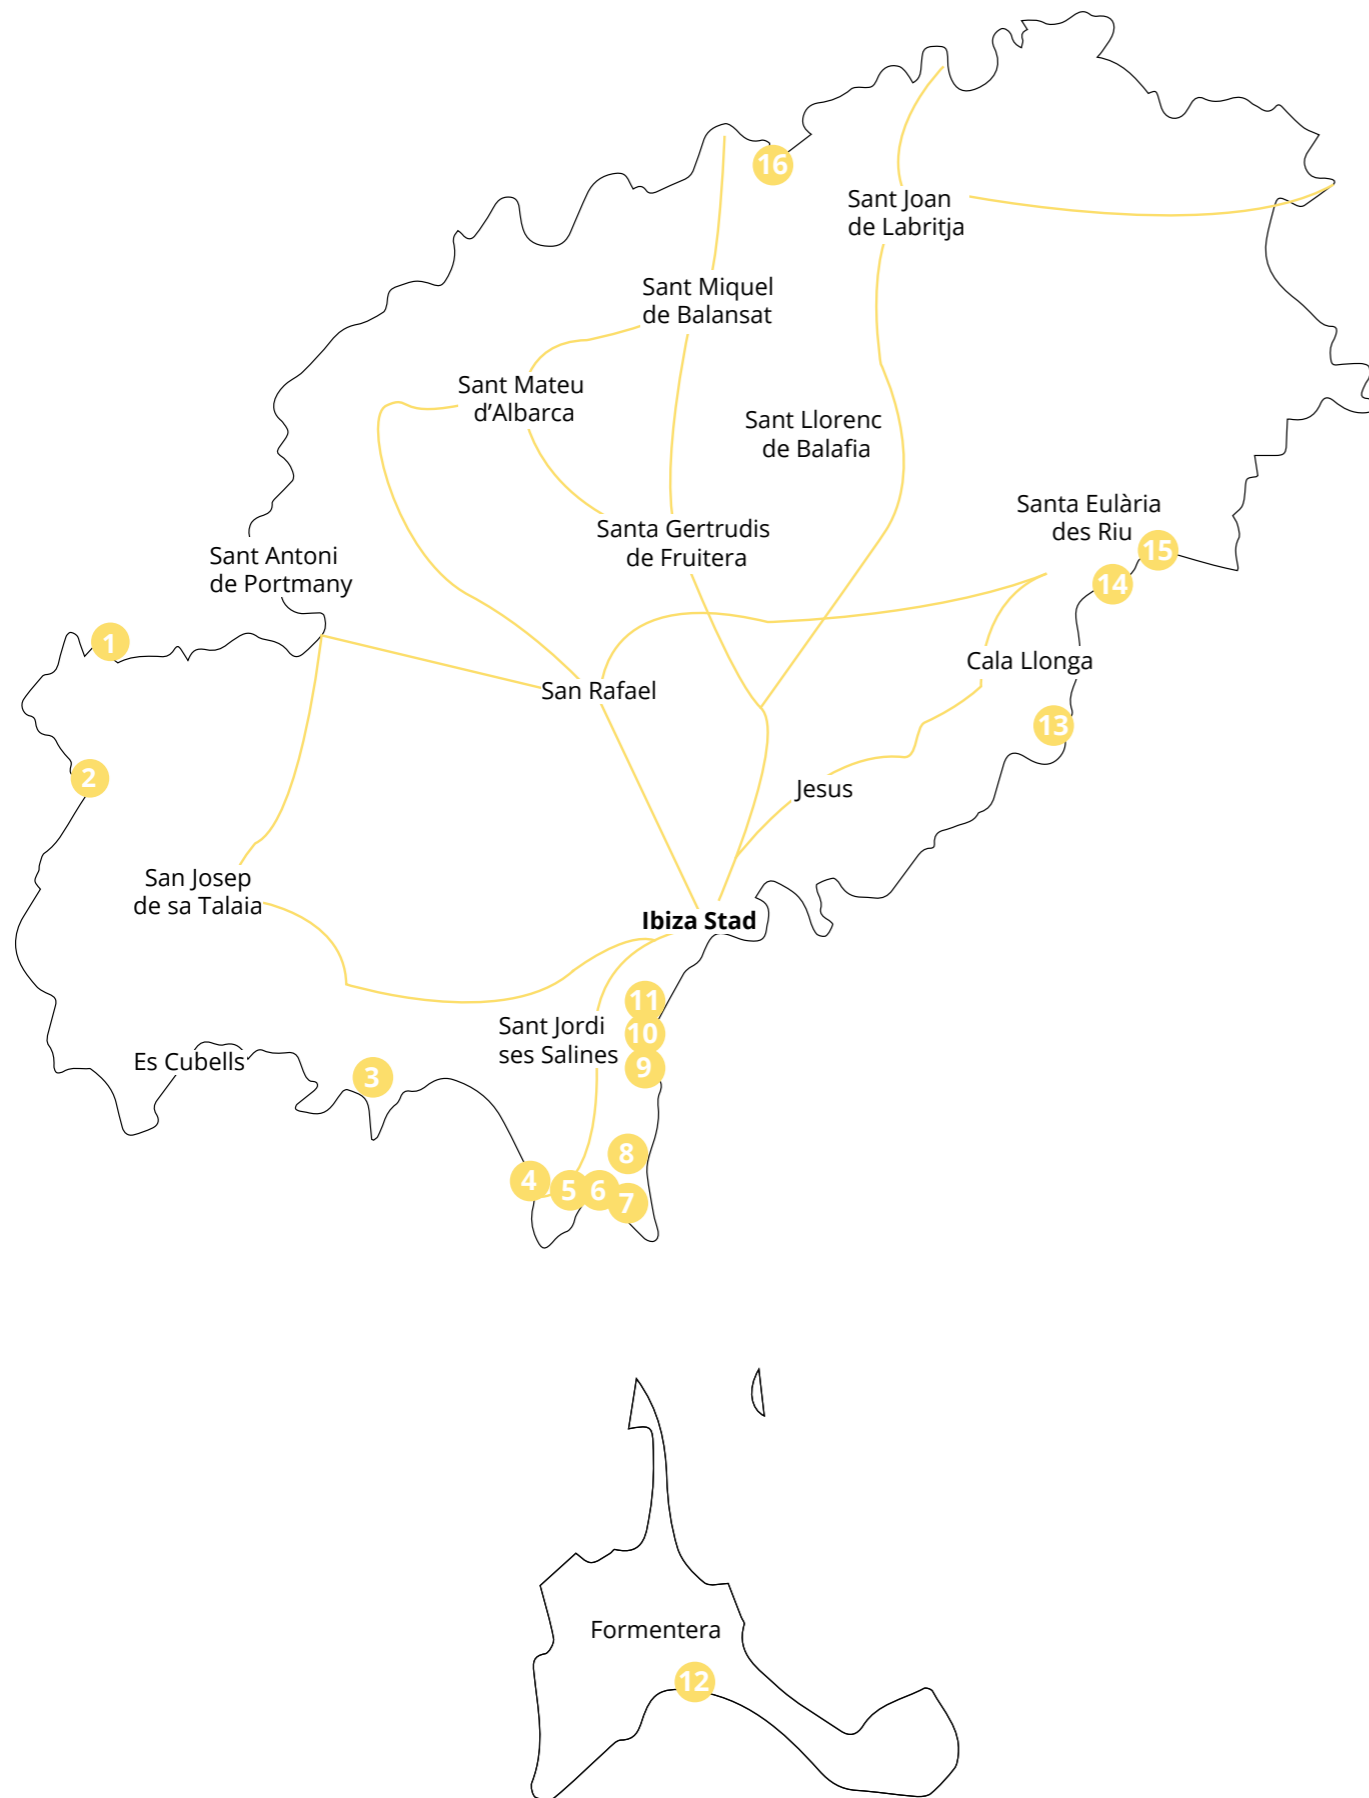 16
Sant Joan
de Labritja
Sant Miquel
de Balansat
Sant Mateu
d’Albarca
Sant Llorenc
de Balafia
Santa Eulària
des Riu
Santa Gertrudis
de Fruitera
15
Sant Antoni
de Portmany
14
1
Cala Llonga
San Rafael
13
2
Jesus
San Josep
de sa Talaia
Ibiza Stad
11
Sant Jordi
ses Salines
10
Es Cubells
9
3
8
4
5
6
7
Formentera
12